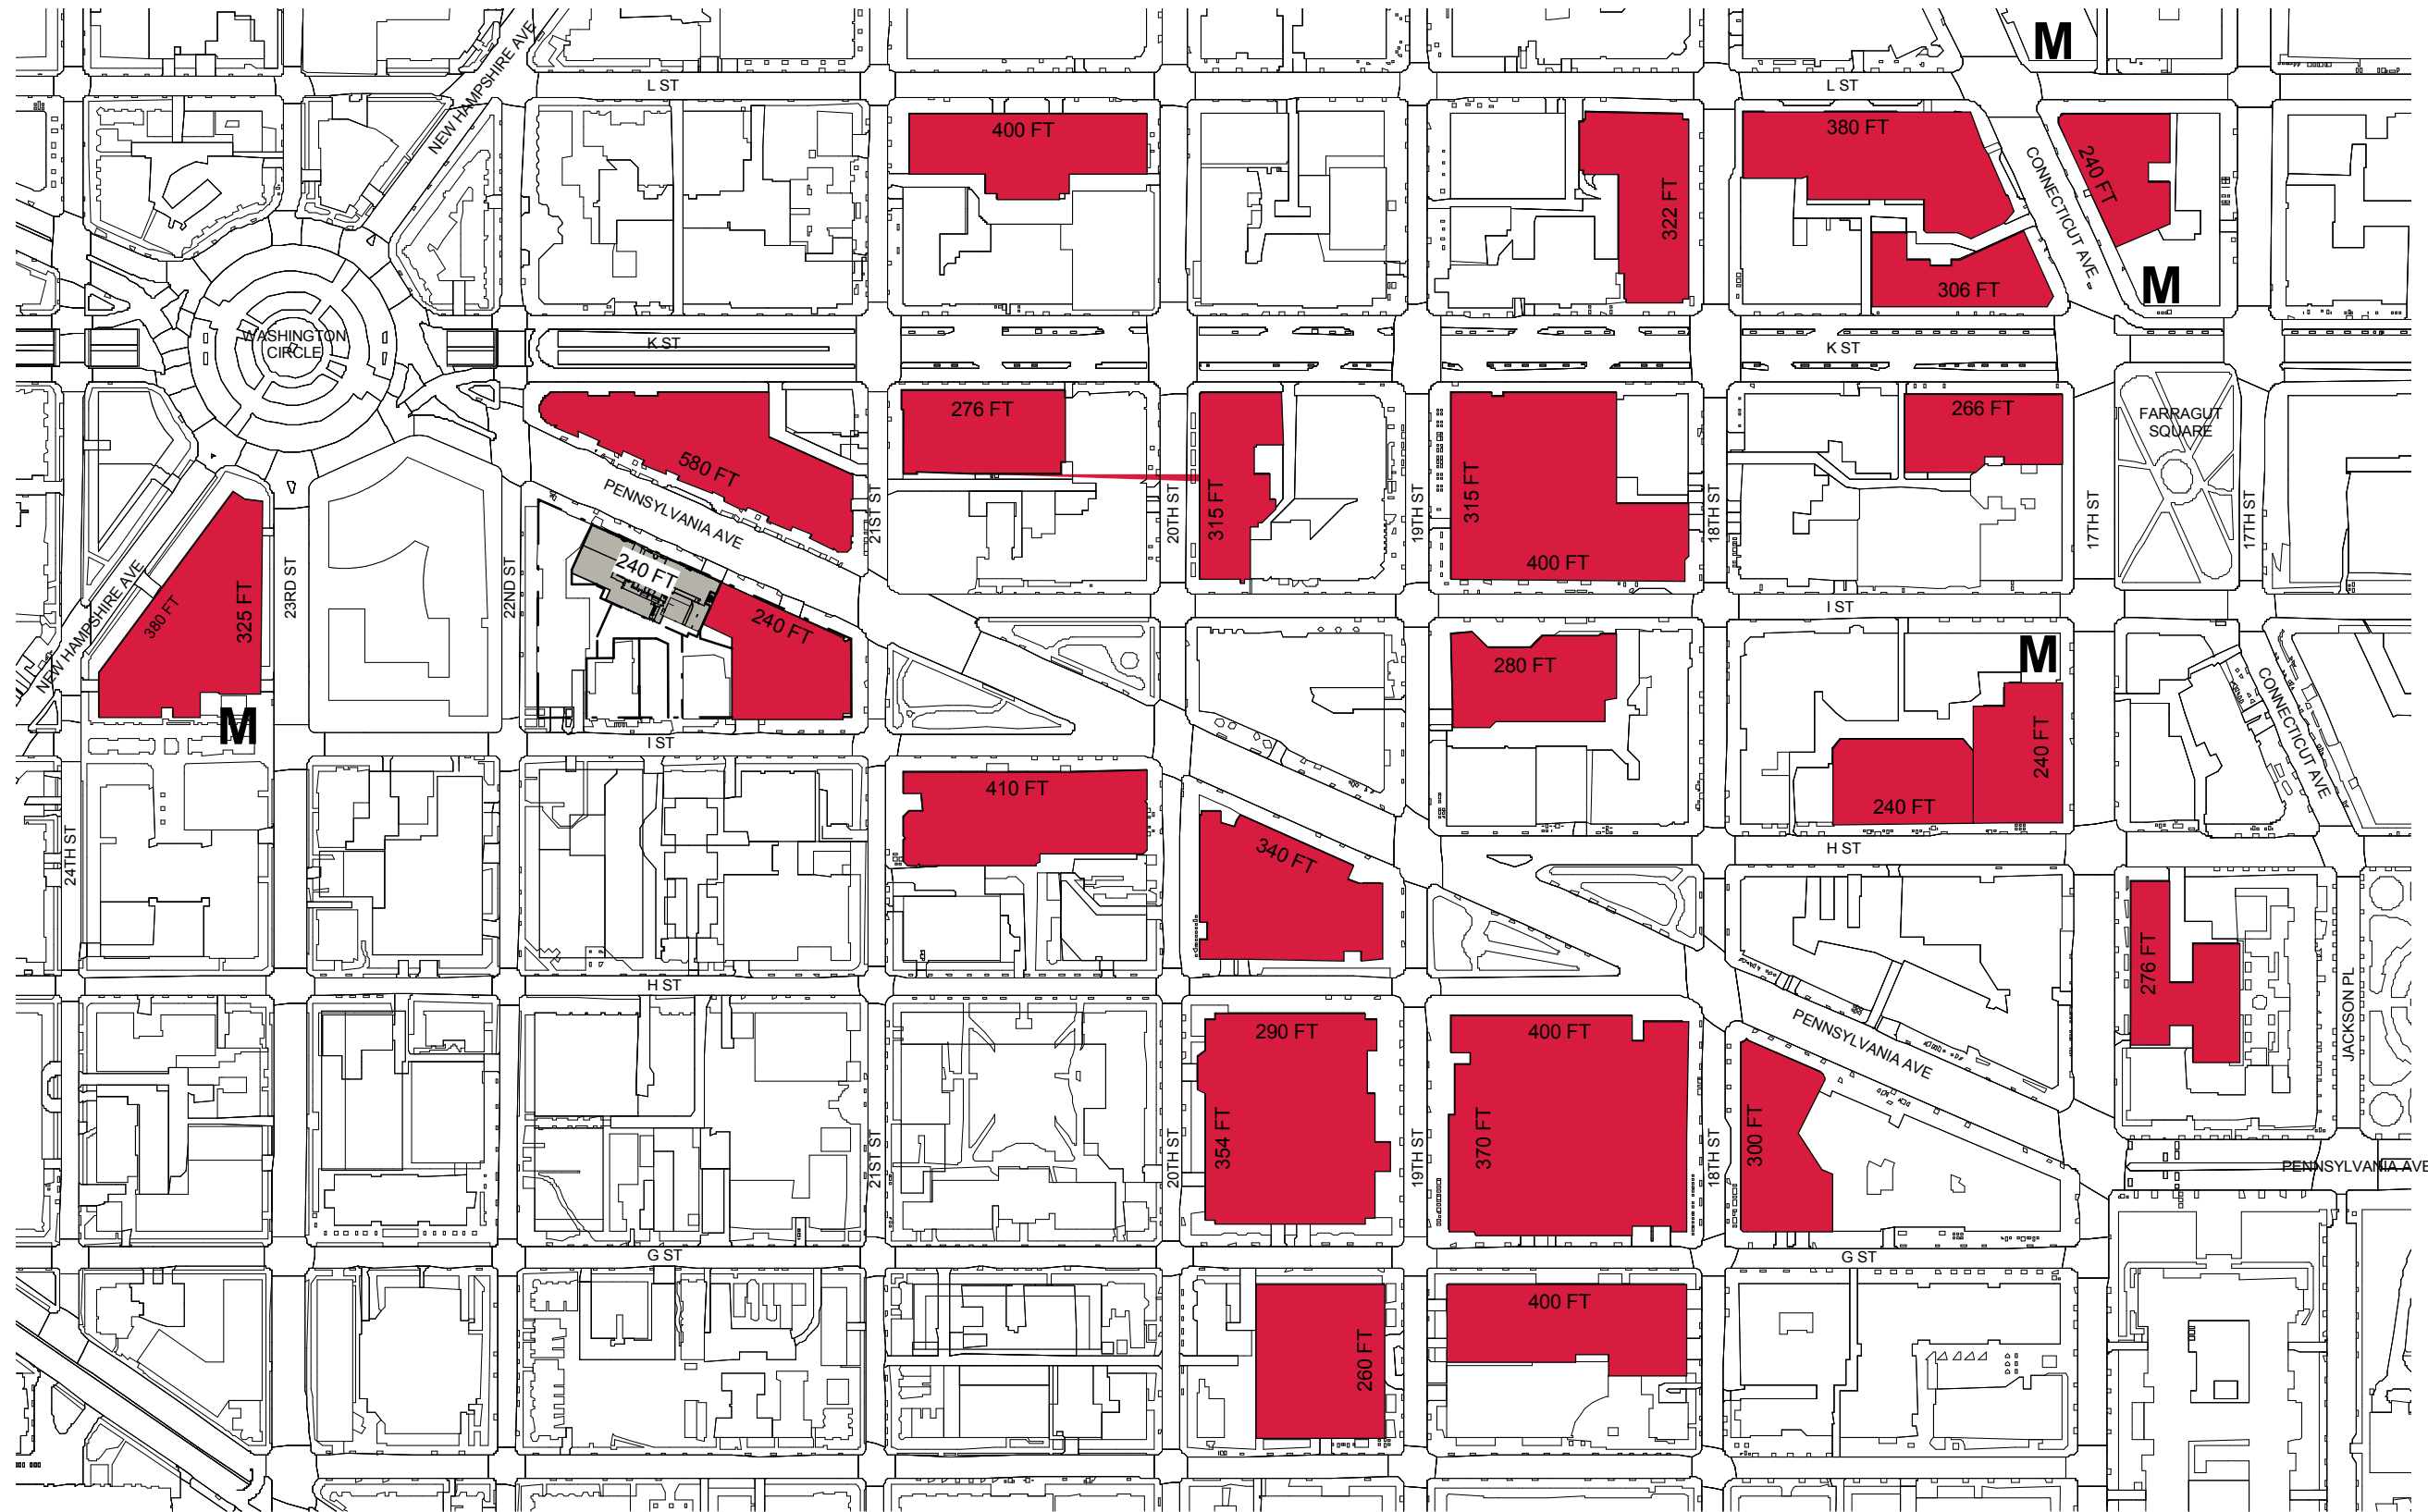 M
NEW HAMPSHIRE AVE
L ST
L ST
400 FT
380 FT
240 FT
322 FT
CONNECTICUT AVE
306 FT
M
WASHINGTON
CIRCLE
K ST
K ST
276 FT
266 FT
FARRAGUT
SQUARE
580 FT
PENNSYLVANIA AVE
21ST ST
20TH ST
315 FT
19TH ST
315 FT
400 FT
18TH ST
17TH ST
17TH ST
NEW HAMPSHIRE AVE
380 FT
325 FT
23RD ST
22ND ST
240 FT
240 FT
I ST
M
280 FT
M
I ST
CONNECTICUT AVE
240 FT
240 FT
410 FT
340 FT
H ST
24TH ST
H ST
276 FT
JACKSON PL
290 FT
400 FT
PENNSYLVANIA AVE
354 FT
370 FT
300 FT
21ST ST
20TH ST
19TH ST
18TH ST
PENNSYLVANIA AVE
G ST
G ST
400 FT
260 FT